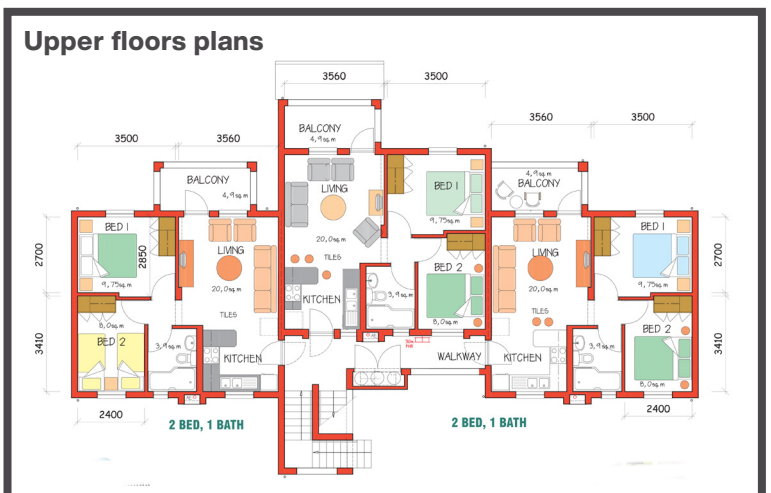 Upper floors plans
3560
3500
3560
3500
3500
3560
BALCONY
4,9sq.m
BALCONY
4,9sq.m
4,9sq.m
BALCONY
LIVING
20,0sq.m
TILES
KITCHEN
BED 1
9,75sq.m
BED 2
8,0sq.m
3,9sq.m
2700
3410
BED 1
2850
9,75sq.m
8,0sq.m
BED 2
3,9sq.m
LIVING
20,0sq.m
TILES
KITCHEN
LIVING
20,0sq.m
TILES
KITCHEN
BED 1
9,75sq.m
BED 2
8,0sq.m
3,9sq.m
2700
3410
WALKWAY
2400
2400
2 BED, 1 BATH
2 BED, 1 BATH